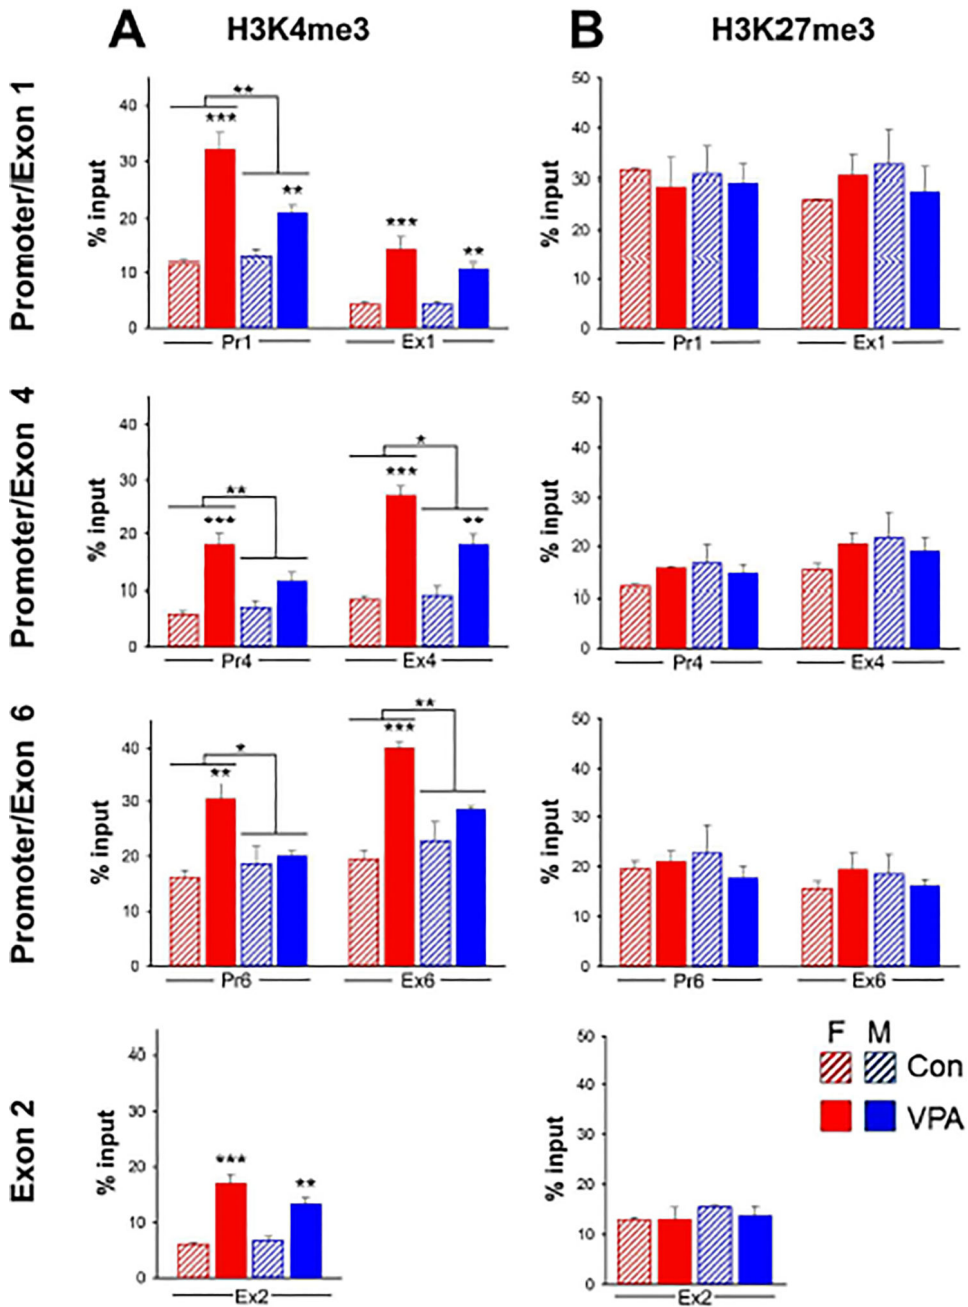 A H3K4me3
B H3K27me3
Promoter/Exon 1
% input
40
30
20
10
0
**
***
**
***
**
Pr1
Ex1
% input
50
40
30
20
10
0
Pr1
Ex1
Promoter/Exon 4
% input
40
30
20
10
0
**
***
*
***
**
Pr4
Ex4
% input
50
40
30
20
10
0
Pr4
Ex4
Promoter/Exon 6
% input
40
30
20
10
0
*
**
**
***
Pr6
Ex6
% input
50
40
30
20
10
0
Pr6
Ex6
Exon 2
% input
40
30
20
10
0
***
**
Ex2
% input
50
40
30
20
10
0
Ex2
F M
Con
VPA